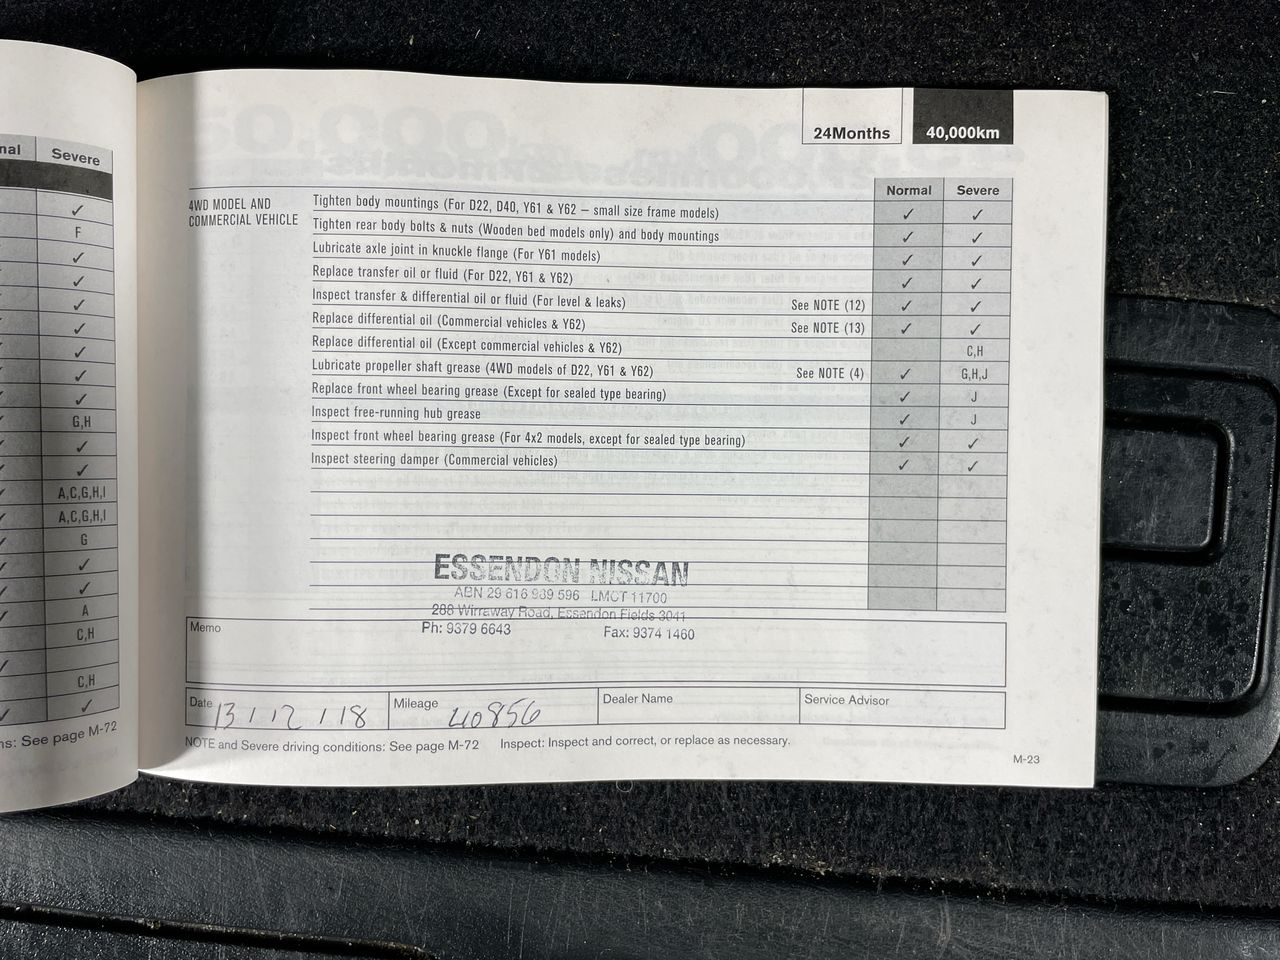 nal Severe
✓
F
✓
✓
✓
✓
✓
✓
✓
G,H
✓
✓
A,C,G,H,I
A,C,G,H,I
G
✓
✓
A
C,H
✓
C,H
✓ ✓
ns: See page M-72
24Months 40,000km
Normal Severe
4WD MODEL AND
COMMERCIAL VEHICLE
Tighten body mountings (For D22, D40, Y61 & Y62 – small size frame models) ✓ ✓
Tighten rear body bolts & nuts (Wooden bed models only) and body mountings ✓ ✓
Lubricate axle joint in knuckle flange (For Y61 models) ✓ ✓
Replace transfer oil or fluid (For D22, Y61 & Y62) ✓ ✓
Inspect transfer & differential oil or fluid (For level & leaks) See NOTE (12) ✓ ✓
Replace differential oil (Commercial vehicles & Y62) See NOTE (13) ✓ ✓
Replace differential oil (Except commercial vehicles & Y62) C,H
Lubricate propeller shaft grease (4WD models of D22, Y61 & Y62) See NOTE (4) ✓ G,H,J
Replace front wheel bearing grease (Except for sealed type bearing) ✓ J
Inspect free-running hub grease ✓ J
Inspect front wheel bearing grease (For 4x2 models, except for sealed type bearing) ✓ ✓
Inspect steering damper (Commercial vehicles) ✓ ✓
ESSENDON NISSAN
ABN 29 616 989 596 LMCT 11700
288 Wirraway Road, Essendon Fields 3041
Ph: 9379 6643 Fax: 9374 1460
Memo
Date 13 / 12 / 18 Mileage 40856 Dealer Name Service Advisor
NOTE and Severe driving conditions: See page M-72 Inspect: Inspect and correct, or replace as necessary.
M-23